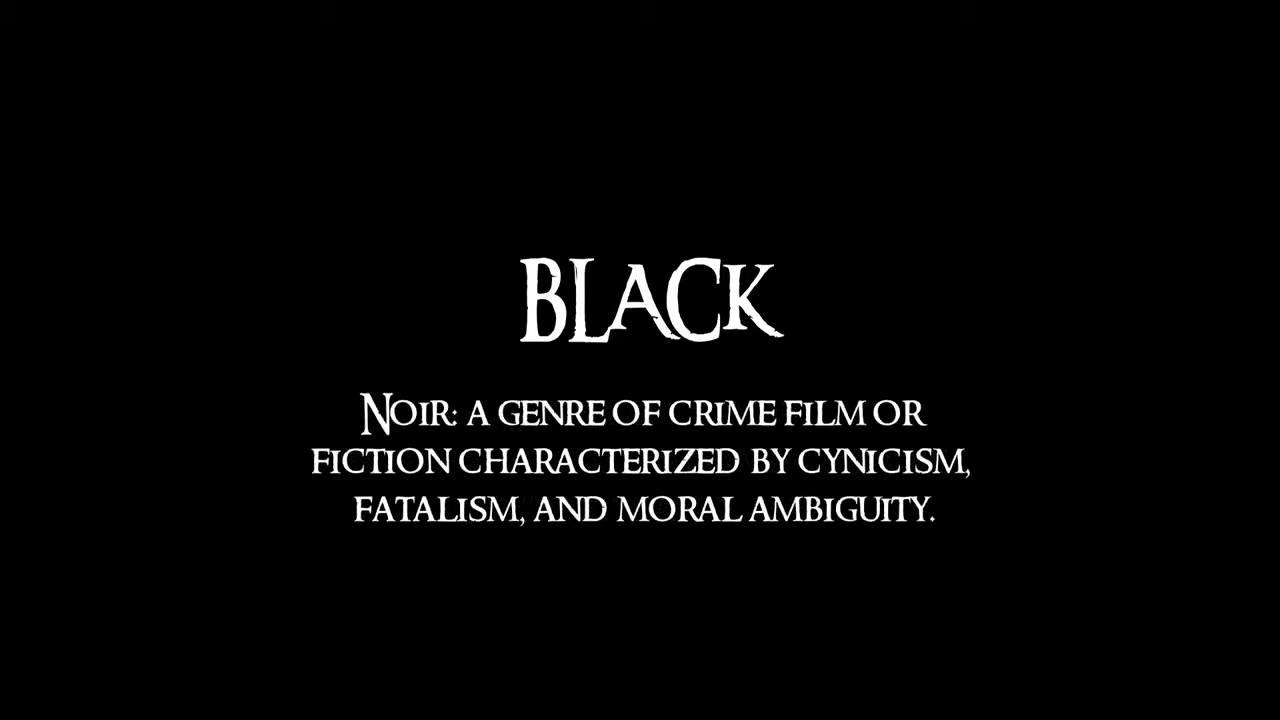 BLACK
NOIR: A GENRE OF CRIME FILM OR
FICTION CHARACTERIZED BY CYNICISM,
FATALISM, AND MORAL AMBIGUITY.